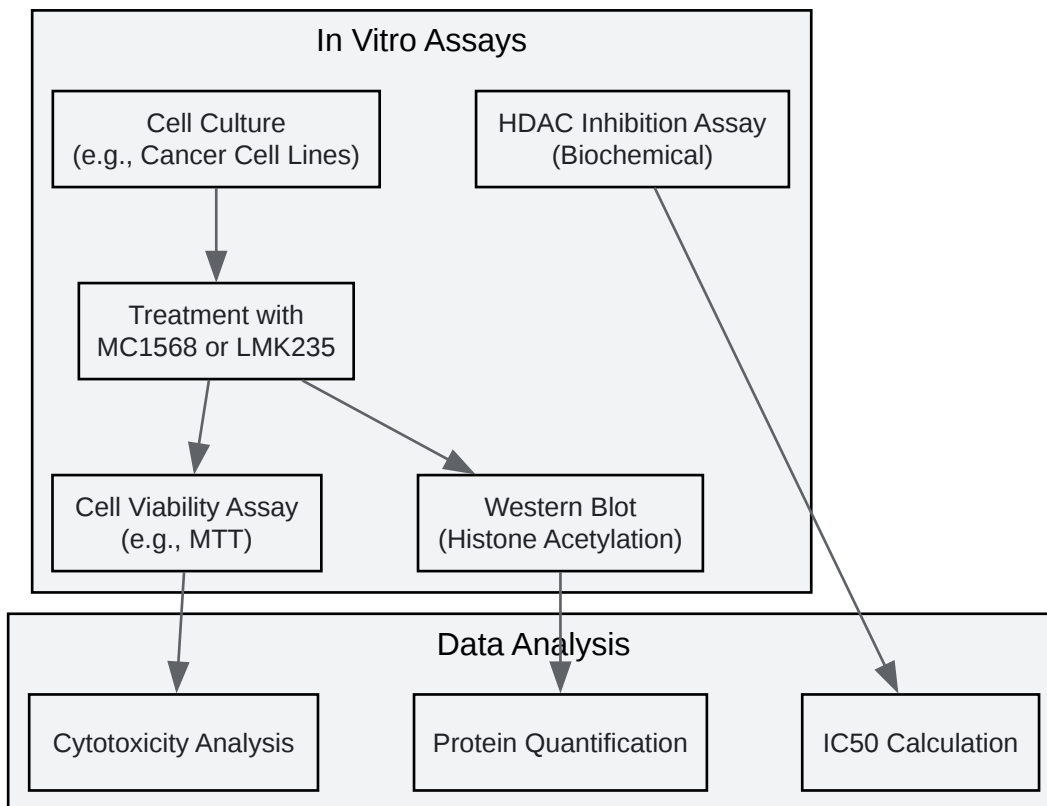 In Vitro Assays
Cell Culture
(e.g., Cancer Cell Lines)
HDAC Inhibition Assay
(Biochemical)
Treatment with
MC1568 or LMK235
Cell Viability Assay
(e.g., MTT)
Western Blot
(Histone Acetylation)
Data Analysis
Cytotoxicity Analysis
Protein Quantification
IC50 Calculation